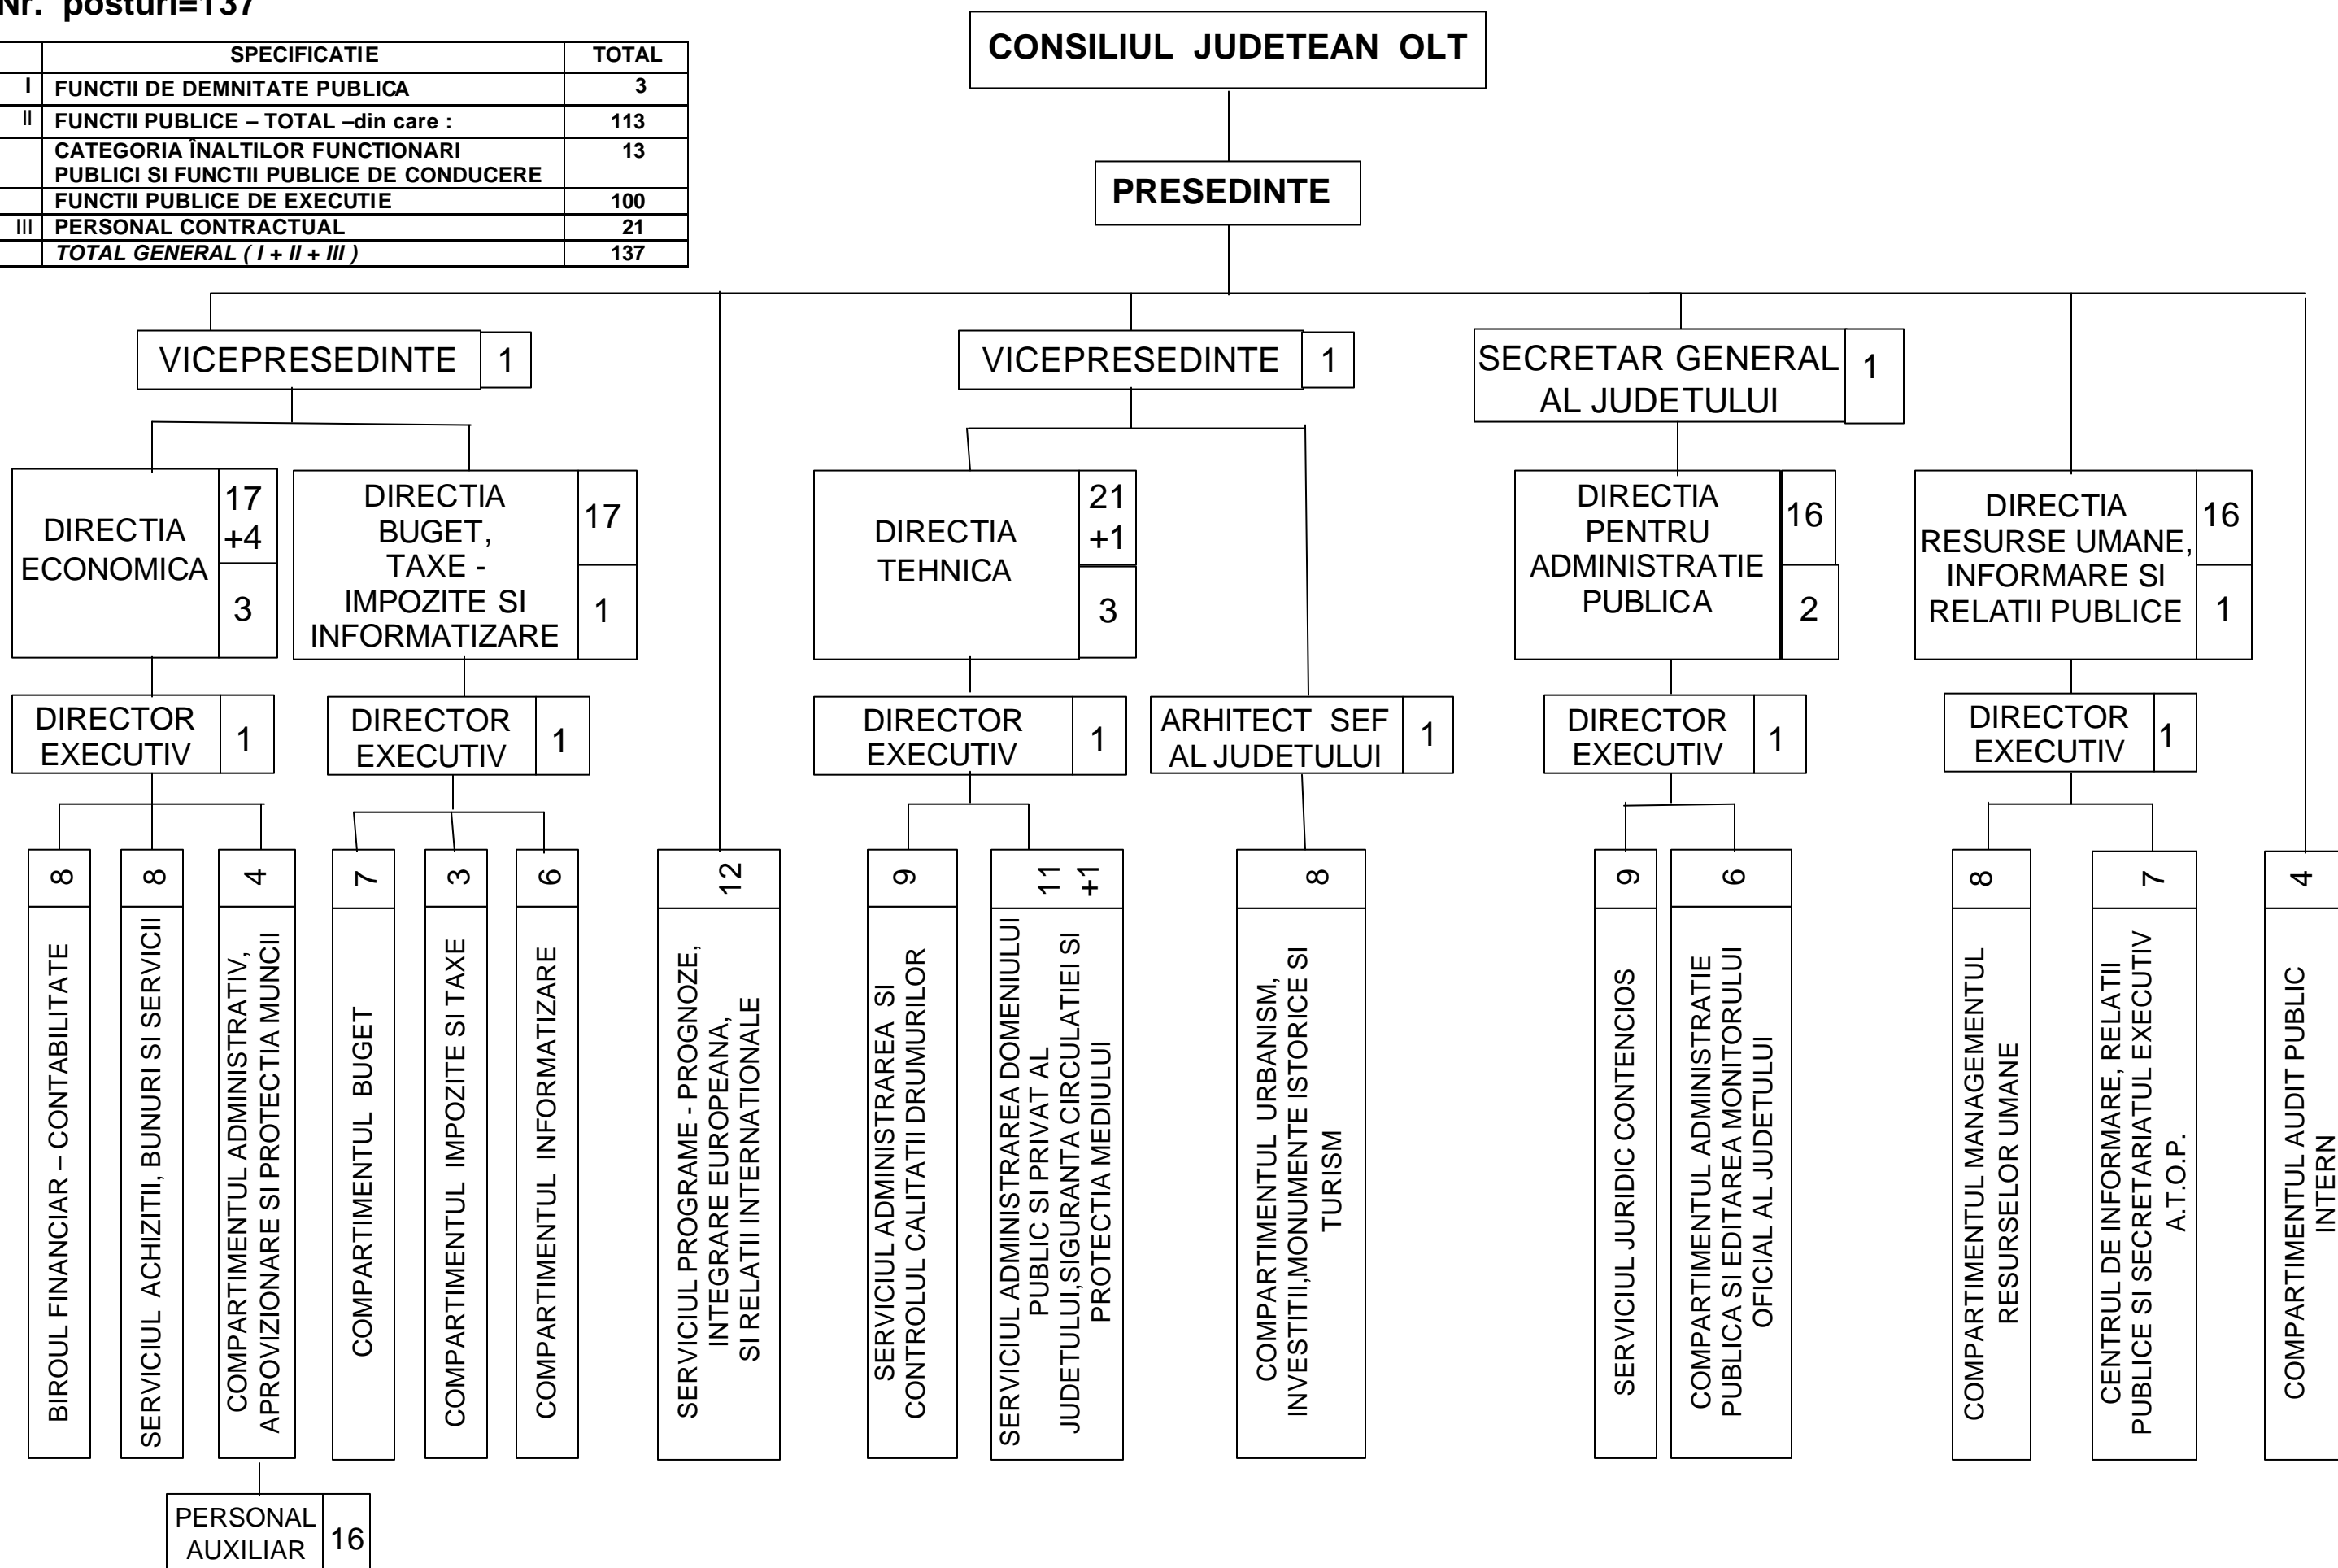 Nr. posturi=137
SPECIFICATIE TOTAL
I FUNCTII DE DEMNITATE PUBLICA 3
II FUNCTII PUBLICE – TOTAL –din care : 113
CATEGORIA ÎNALTILOR FUNCTIONARI 13
PUBLICI SI FUNCTII PUBLICE DE CONDUCERE
FUNCTII PUBLICE DE EXECUTIE 100
III PERSONAL CONTRACTUAL 21
TOTAL GENERAL ( I + II + III ) 137
CONSILIUL JUDETEAN OLT
PRESEDINTE
VICEPRESEDINTE 1
VICEPRESEDINTE 1
SECRETAR GENERAL 1
AL JUDETULUI
DIRECTIA
ECONOMICA
17
+4
3
DIRECTIA
BUGET,
TAXE -
IMPOZITE SI
INFORMATIZARE
17
1
DIRECTIA
TEHNICA
21
+1
3
DIRECTIA
PENTRU
ADMINISTRATIE
PUBLICA
16
2
DIRECTIA
RESURSE UMANE,
INFORMARE SI
RELATII PUBLICE
16
1
DIRECTOR
EXECUTIV
1
DIRECTOR
EXECUTIV
1
DIRECTOR
EXECUTIV
1
ARHITECT SEF
AL JUDETULUI
1
DIRECTOR
EXECUTIV
1
DIRECTOR
EXECUTIV
1
8
BIROUL FINANCIAR – CONTABILITATE
8
SERVICIUL ACHIZITII, BUNURI SI SERVICII
4
COMPARTIMENTUL ADMINISTRATIV,
APROVIZIONARE SI PROTECTIA MUNCII
7
COMPARTIMENTUL BUGET
3
COMPARTIMENTUL IMPOZITE SI TAXE
6
COMPARTIMENTUL INFORMATIZARE
12
SERVICIUL PROGRAME - PROGNOZE,
INTEGRARE EUROPEANA,
SI RELATII INTERNATIONALE
9
SERVICIUL ADMINISTRAREA SI
CONTROLUL CALITATII DRUMURILOR
11
+1
SERVICIUL ADMINISTRAREA DOMENIULUI
PUBLIC SI PRIVAT AL
JUDETULUI,SIGURANTA CIRCULATIEI SI
PROTECTIA MEDIULUI
8
COMPARTIMENTUL URBANISM,
INVESTITII,MONUMENTE ISTORICE SI
TURISM
9
SERVICIUL JURIDIC CONTENCIOS
6
COMPARTIMENTUL ADMINISTRATIE
PUBLICA SI EDITAREA MONITORULUI
OFICIAL AL JUDETULUI
8
COMPARTIMENTUL MANAGEMENTUL
RESURSELOR UMANE
7
CENTRUL DE INFORMARE, RELATII
PUBLICE SI SECRETARIATUL EXECUTIV
A.T.O.P.
4
COMPARTIMENTUL AUDIT PUBLIC
INTERN
PERSONAL
AUXILIAR
16